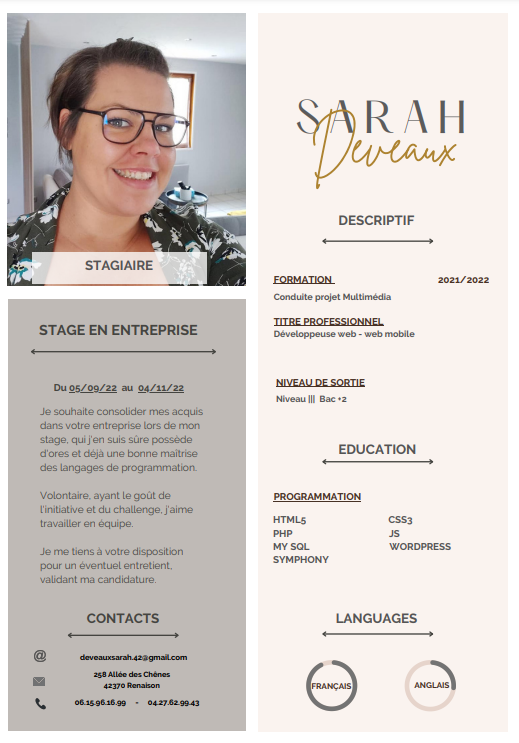 STAGIAIRE
STAGE EN ENTREPRISE
Du 05/09/22 au 04/11/22
Je souhaite consolider mes acquis
dans votre entreprise lors de mon
stage, qui j'en suis sûre possède
d'ores et déjà une bonne maîtrise
des langages de programmation.
Volontaire, ayant le goût de
l'initiative et du challenge, j'aime
travailler en équipe.
Je me tiens à votre disposition
pour un éventuel entretient,
validant ma candidature.
CONTACTS
@ deveauxsarah.42@gmail.com
258 Allée des Chênes
42370 Renaison
06.15.96.16.99 - 04.27.62.99.43
SARAH
Deveaux
DESCRIPTIF
FORMATION 2021/2022
Conduite projet Multimédia
TITRE PROFESSIONNEL
Développeuse web - web mobile
NIVEAU DE SORTIE
Niveau ||| Bac +2
EDUCATION
PROGRAMMATION
HTML5 CSS3
PHP JS
MY SQL WORDPRESS
SYMPHONY
LANGUAGES
FRANÇAIS ANGLAIS